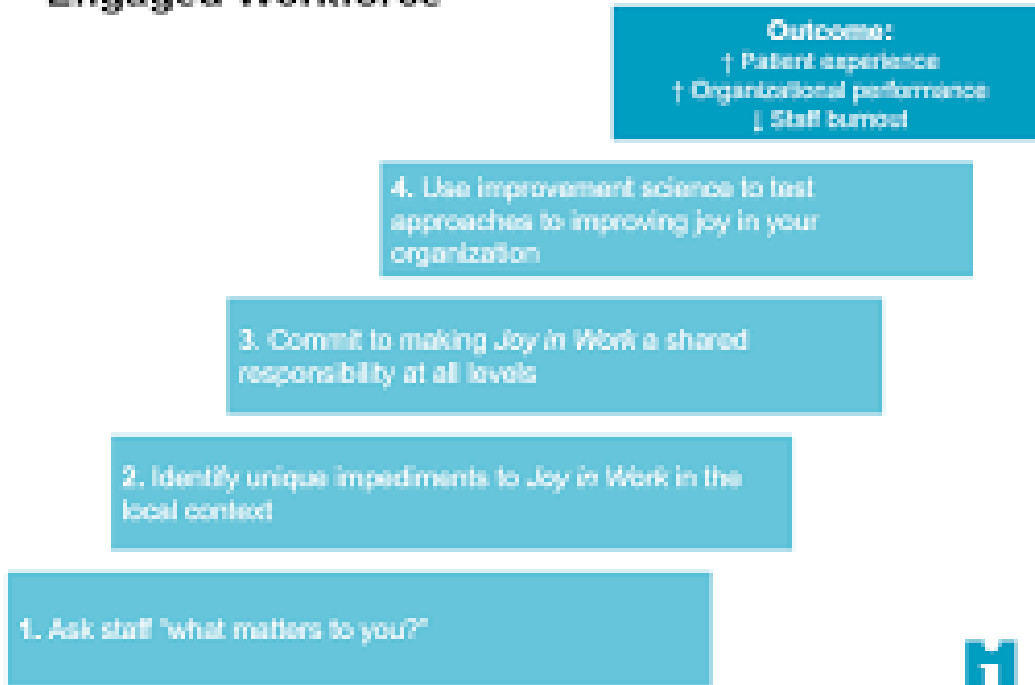 Engaged Workforce
Outcome:
↑ Patient experience
↑ Organizational performance
↓ Staff burnout
4. Use improvement science to test
approaches to improving joy in your
organization
3. Commit to making Joy in Work a shared
responsibility at all levels
2. Identify unique impediments to Joy in Work in the
local context
1. Ask staff "what matters to you?"